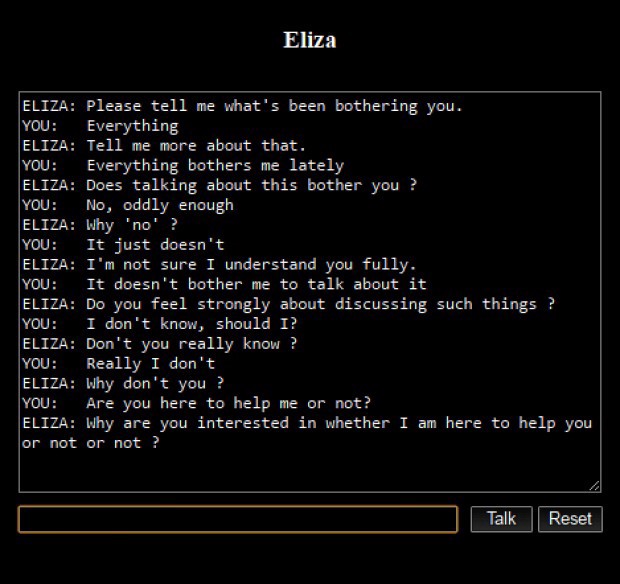 Eliza
ELIZA: Please tell me what's been bothering you.
YOU:   Everything
ELIZA: Tell me more about that.
YOU:   Everything bothers me lately
ELIZA: Does talking about this bother you ?
YOU:   No, oddly enough
ELIZA: Why 'no' ?
YOU:   It just doesn't
ELIZA: I'm not sure I understand you fully.
YOU:   It doesn't bother me to talk about it
ELIZA: Do you feel strongly about discussing such things ?
YOU:   I don't know, should I?
ELIZA: Don't you really know ?
YOU:   Really I don't
ELIZA: Why don't you ?
YOU:   Are you here to help me or not?
ELIZA: Why are you interested in whether I am here to help you
or not or not ?
Talk Reset